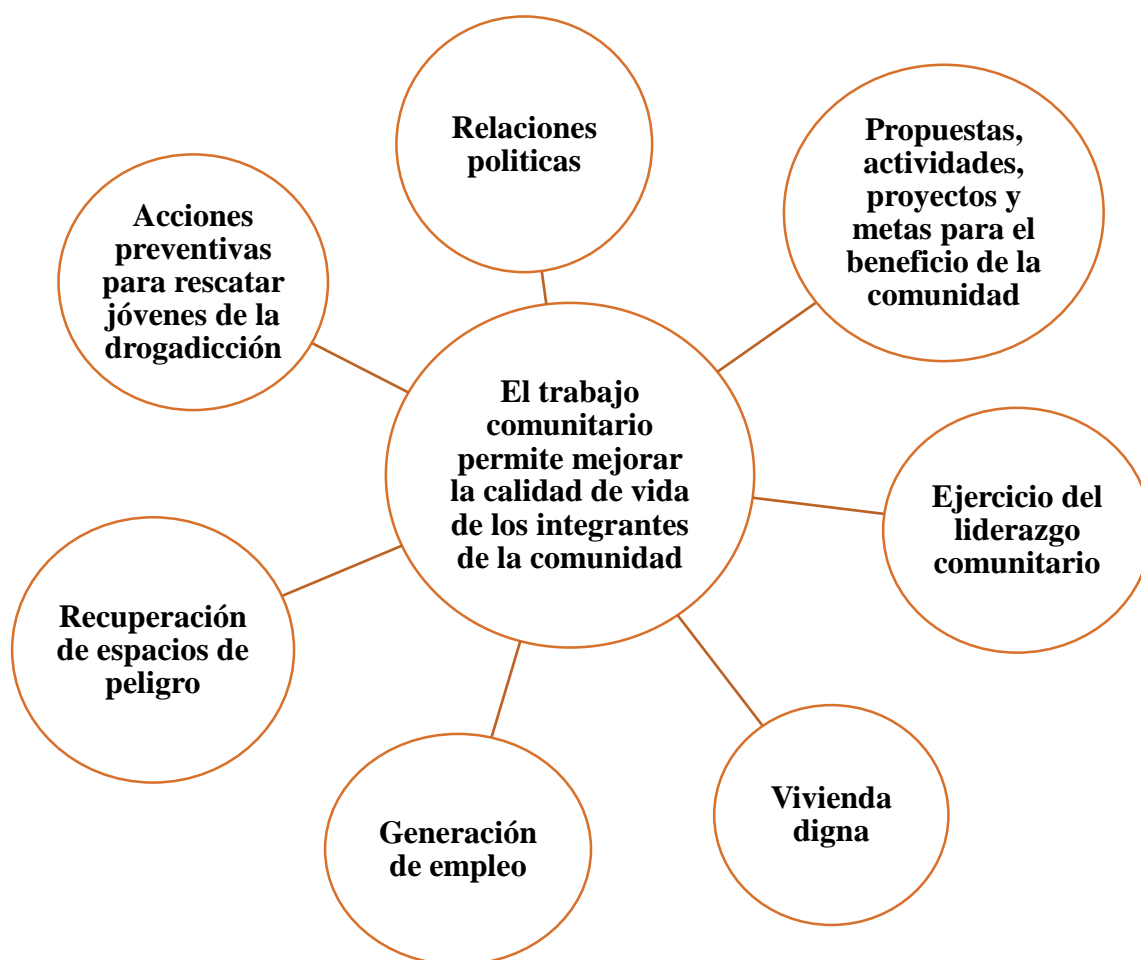 Relaciones
politicas
Propuestas,
actividades,
proyectos y
metas para el
beneficio de la
comunidad
Acciones
preventivas
para rescatar
jóvenes de la
drogadicción
El trabajo
comunitario
permite mejorar
la calidad de vida
de los integrantes
de la comunidad
Ejercicio del
liderazgo
comunitario
Recuperación
de espacios de
peligro
Vivienda
digna
Generación
de empleo